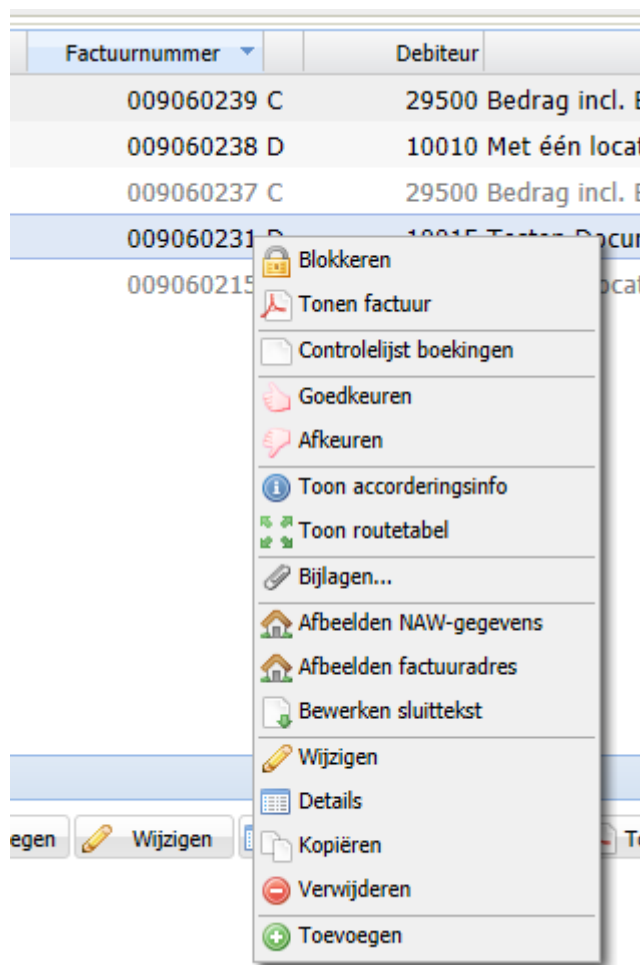 Factuurnummer Debiteur
009060239 C 29500 Bedrag incl.
009060238 D 10010 Met één locat
009060237 C 29500 Bedrag incl.
009060231
009060215
Blokkeren
Tonen factuur
Controlelijst boekingen
Goedkeuren
Afkeuren
Toon accorderingsinfo
Toon routetabel
Bijlagen...
Afbeelden NAW-gegevens
Afbeelden factuuradres
Bewerken sluittekst
Wijzigen
Details
Kopiëren
Verwijderen
Toevoegen
egen Wijzigen